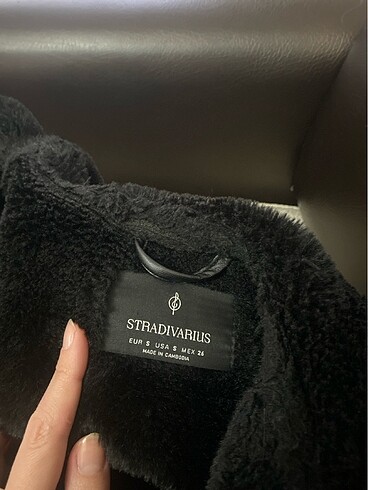 STRADIVARIUS
EUR S USA S MEX 26
MADE IN CAMBODIA